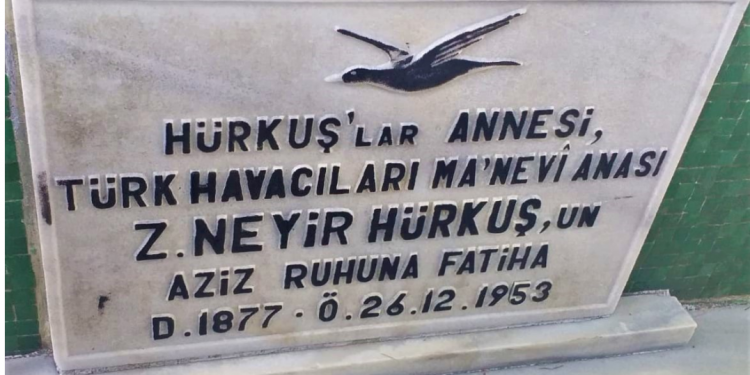 HÜRKUŞ'LAR ANNESİ,
TÜRK HAVACILARI MA'NEVÎ ANASI
Z.NEYİR HÜRKUŞ,UN
AZİZ RUHUNA FATİHA
D.1877 · Ö.26.12.1953